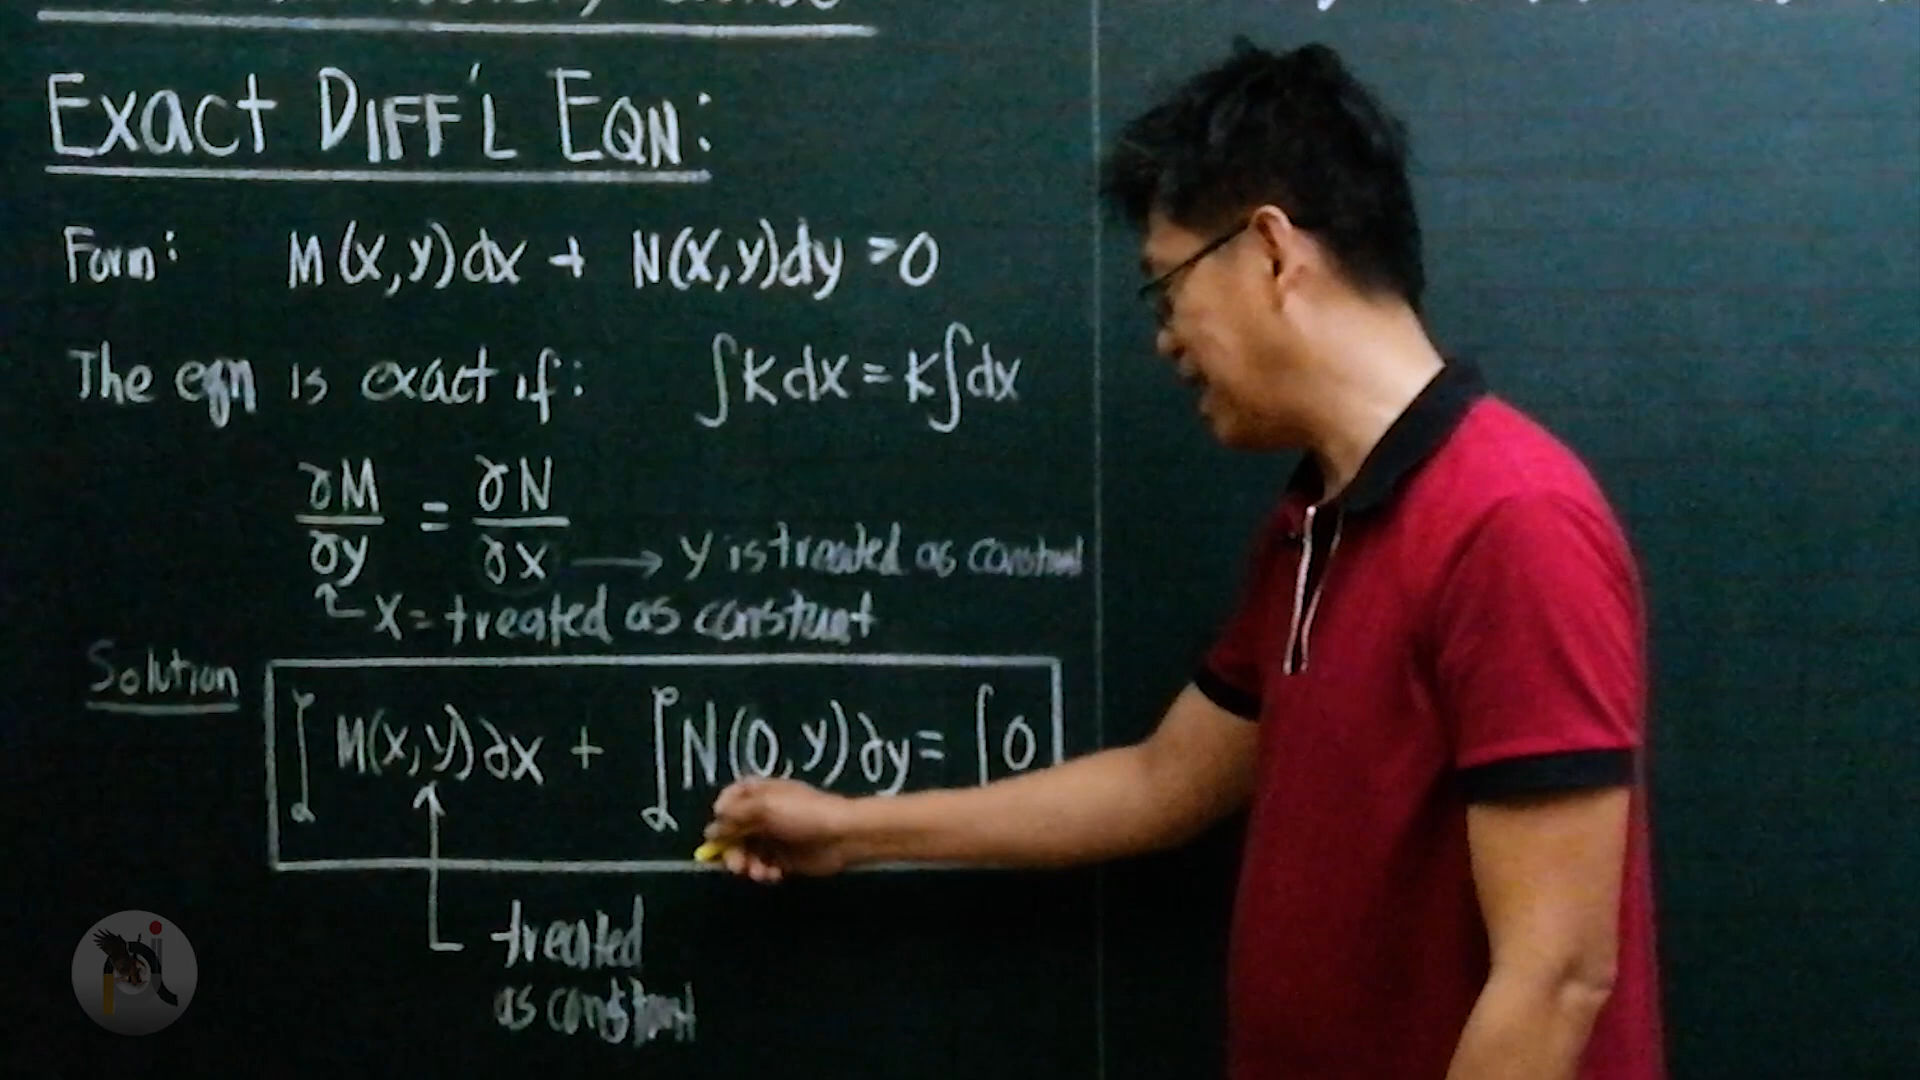 EXACT DIFF'L EQN:
Form: M(x,y)dx + N(x,y)dy = 0
The eqn is exact if: ∫kdx = k∫dx
∂M/∂y = ∂N/∂x → y is treated as constant
x = treated as constant
Solution
∫M(x,y)∂x + ∫N(0,y)∂y = ∫0
treated
as constant